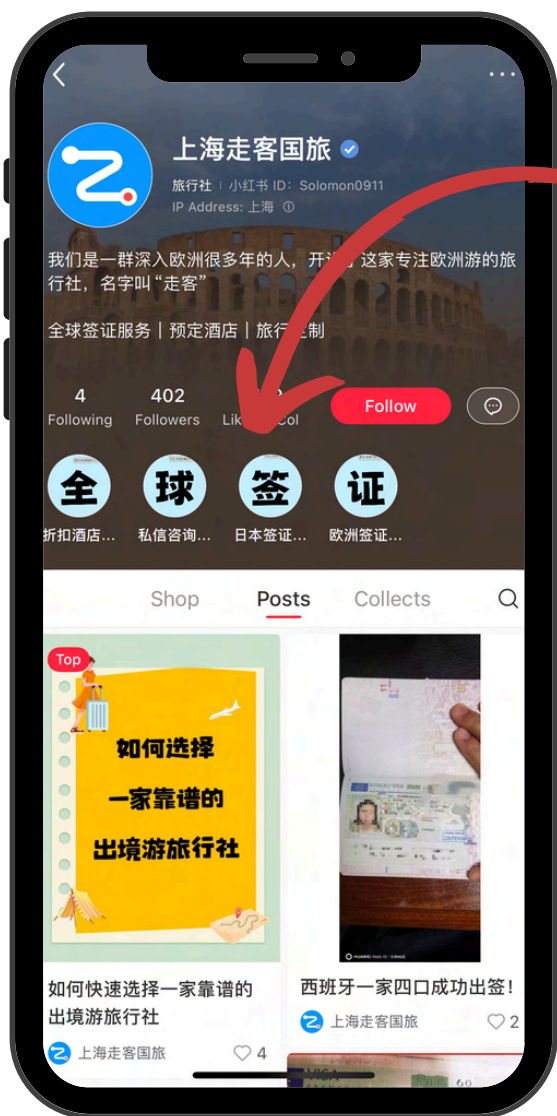 上海走客国旅
旅行社 | 小红书 ID: Solomon0911
IP Address: 上海
我们是一群深入欧洲很多年的人，开
这家专注欧洲游的旅
行社，名字叫“走客”
全球签证服务 | 预定酒店 | 旅行
制
4
402
Following
Followers
Follow
全
球
签
证
折扣酒店...
私信咨询...
日本签证...
欧洲签证...
Shop
Posts
Collects
Top
如何选择
一家靠谱的
出境游旅行社
如何快速选择一家靠谱的
出境游旅行社
上海走客国旅
4
西班牙一家四口成功出签！
上海走客国旅
2